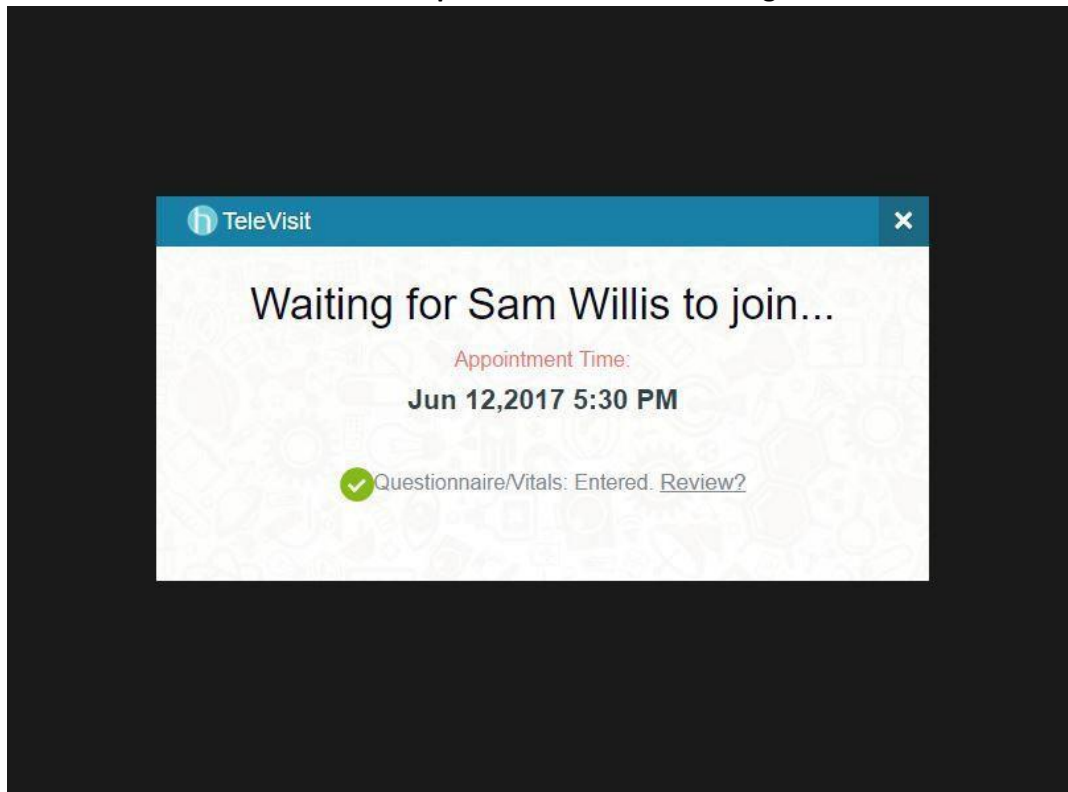 TeleVisit
Waiting for Sam Willis to join...
Appointment Time:
Jun 12,2017 5:30 PM
Questionnaire/Vitals: Entered. Review?